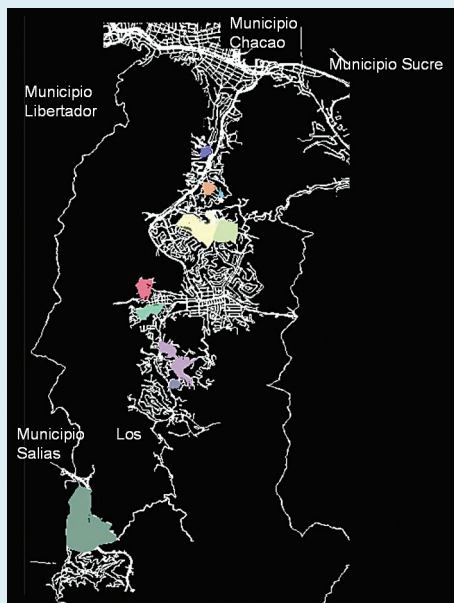 Municipio
Chacao
Municipio Sucre
Municipio
Libertador
Municipio Los
Salias